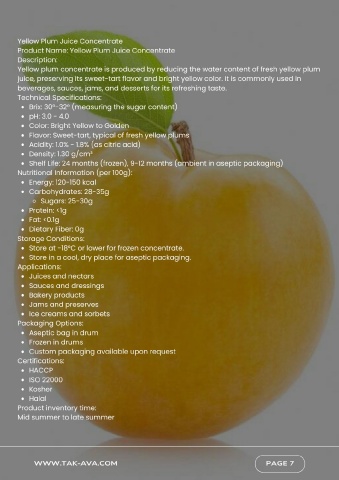 Yellow Plum Juice Concentrate
Product Name: Yellow Plum Juice Concentrate
Description:
Yellow plum concentrate is produced by reducing the water content of fresh yellow plum
juice, preserving its sweet-tart flavor and bright yellow color. It is commonly used in
beverages, sauces, jams, and desserts for its refreshing taste.
Technical Specifications:
• Brix: 30°- 32° (measuring the sugar content)
• pH: 3.0 - 4.0
• Color: Bright Yellow to Golden
• Flavor: Sweet-tart, typical of fresh yellow plums
• Acidity: 1.0% - 1.8% (as citric acid)
• Density: 1.30 g/cm³
• Shelf Life: 24 months (frozen), 9-12 months (ambient in aseptic packaging)
Nutritional Information (per 100g):
• Energy: 120-150 kcal
• Carbohydrates: 28-35g
○ Sugars: 25-30g
• Protein: <1g
• Fat: <0.1g
• Dietary Fiber: 0g
Storage Conditions:
• Store at -18°C or lower for frozen concentrate.
• Store in a cool, dry place for aseptic packaging.
Applications:
• Juices and nectars
• Sauces and dressings
• Bakery products
• Jams and preserves
• Ice creams and sorbets
Packaging Options:
• Aseptic bag in drum
• Frozen in drums
• Custom packaging available upon request
Certifications:
• HACCP
• ISO 22000
• Kosher
• Halal
Product inventory time:
Mid summer to late summer
WWW.TAK-AVA.COM
PAGE 7